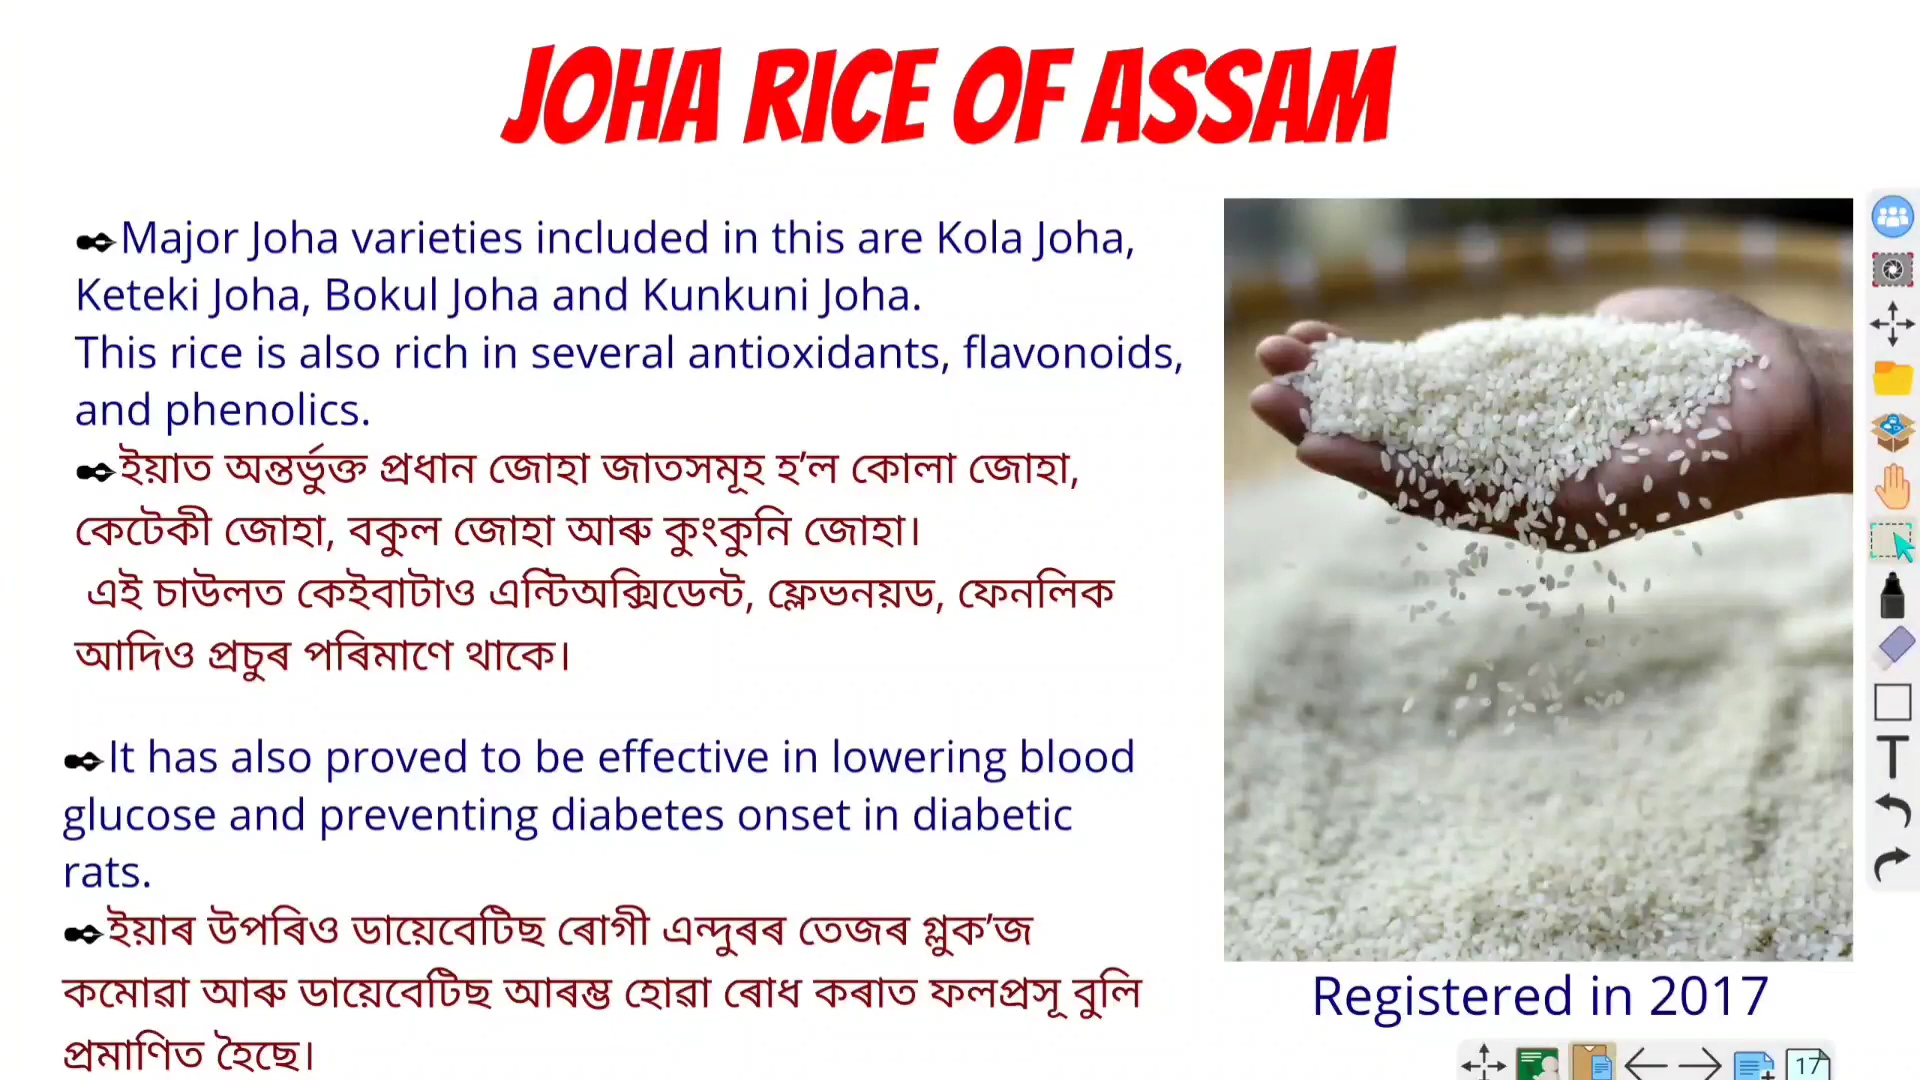 JOHA RICE OF ASSAM
Major Joha varieties included in this are Kola Joha,
Keteki Joha, Bokul Joha and Kunkuni Joha.
This rice is also rich in several antioxidants, flavonoids,
and phenolics.
ইয়াত অন্তৰ্ভুক্ত প্ৰধান জোহা জাতসমূহ হ’ল কোলা জোহা,
কেটেকী জোহা, বকুল জোহা আৰু কুংকুনি জোহা।
এই চাউলত কেইবাটাও এন্টিঅক্সিডেন্ট, ফ্লেভনয়ড, ফেনলিক
আদিও প্ৰচুৰ পৰিমাণে থাকে।
It has also proved to be effective in lowering blood
glucose and preventing diabetes onset in diabetic
rats.
ইয়াৰ উপৰিও ডায়েবেটিছ ৰোগী এন্দুৰৰ তেজৰ গ্লুক’জ
কমোৱা আৰু ডায়েবেটিছ আৰম্ভ হোৱা ৰোধ কৰাত ফলপ্ৰসূ বুলি
প্ৰমাণিত হৈছে।
Registered in 2017
T
17